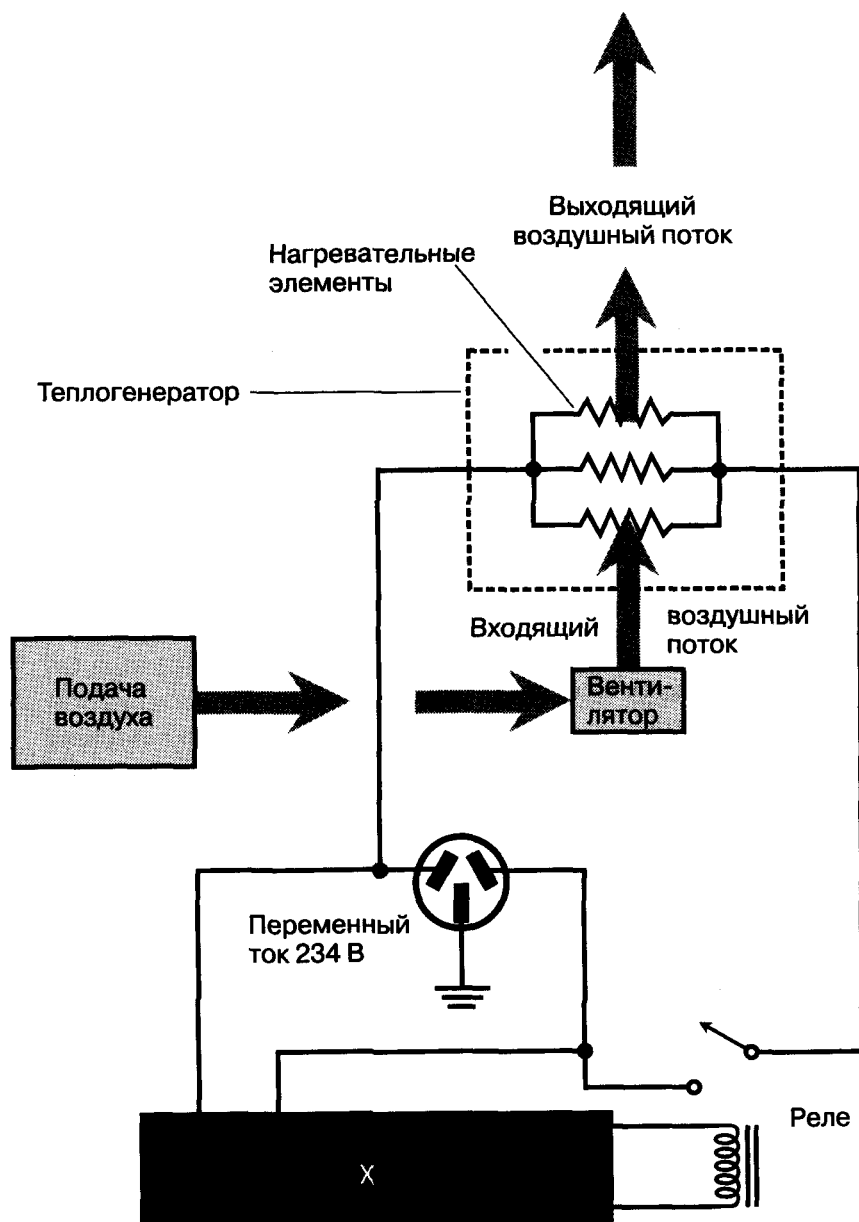 Выходящий
воздушный поток
Нагревательные
элементы
Теплогенератор
Входящий
воздушный
поток
Подача
воздуха
Венти-
лятор
Переменный
ток 234 В
Реле
X